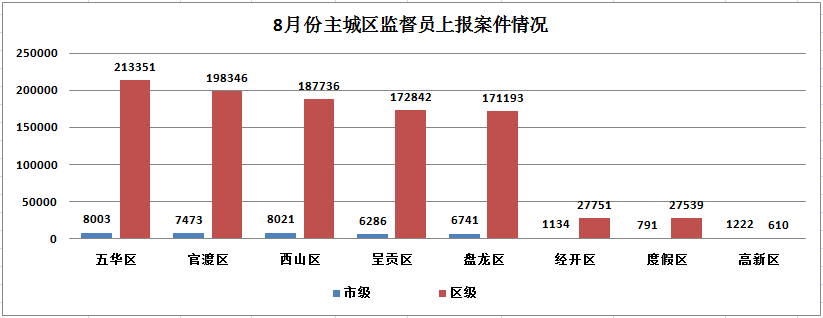 8月份主城区监督员上报案件情况
250000
200000
150000
100000
50000
0
213351
198346
187736
172842
171193
27751
27539
610
8003
7473
8021
6286
6741
1134
791
1222
五华区
官渡区
西山区
呈贡区
盘龙区
经开区
度假区
高新区
市级
区级